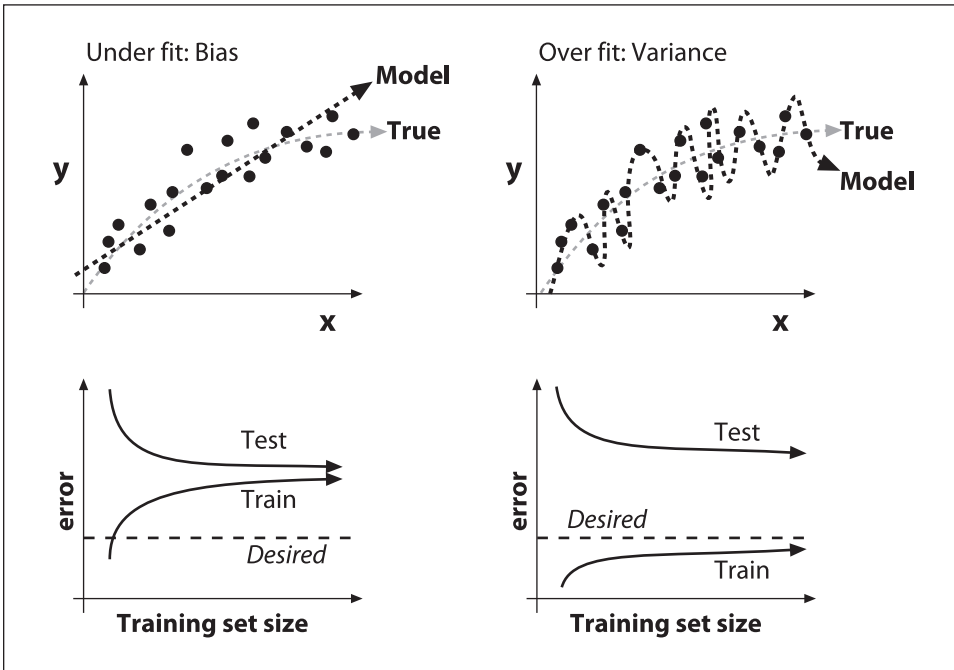 Under fit: Bias
Model
True
y
x
Over fit: Variance
True
Model
y
x
Test
Train
Desired
error
Training set size
Test
Desired
Train
error
Training set size